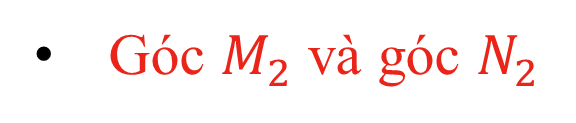 • Góc M₂ và góc N₂